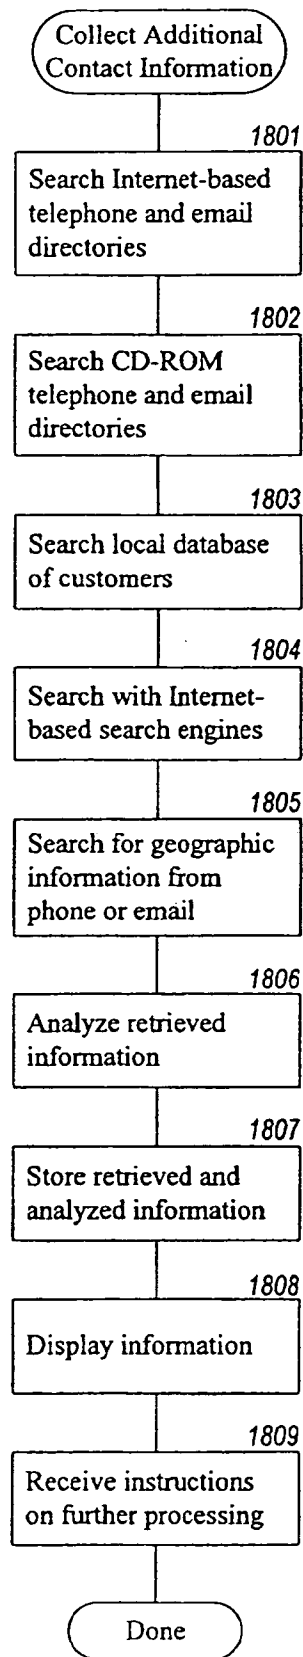 Collect Additional
Contact Information
1801
Search Internet-based
telephone and email
directories
1802
Search CD-ROM
telephone and email
directories
1803
Search local database
of customers
1804
Search with Internet-
based search engines
1805
Search for geographic
information from
phone or email
1806
Analyze retrieved
information
1807
Store retrieved and
analyzed information
1808
Display information
1809
Receive instructions
on further processing
Done